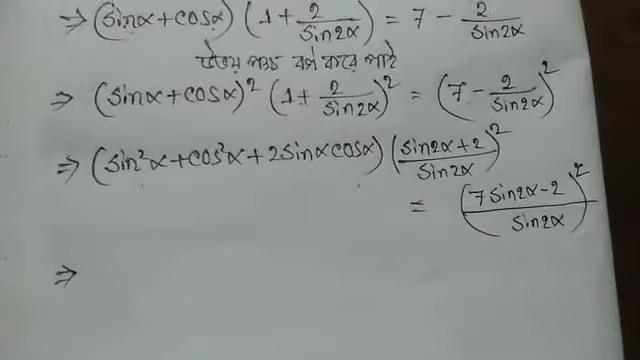 ⇒ (sinα + cosα) (1 + 2/sin2α) = 7 - 2/sin2α
উভয় পক্ষে বর্গ করে পাই
⇒ (sinα + cosα)² (1 + 2/sin2α)² = (7 - 2/sin2α)²
⇒ (sin²α + cos²α + 2sinα cosα) ((sin2α + 2)/sin2α)²
= ((7sin2α - 2)/sin2α)²
⇒